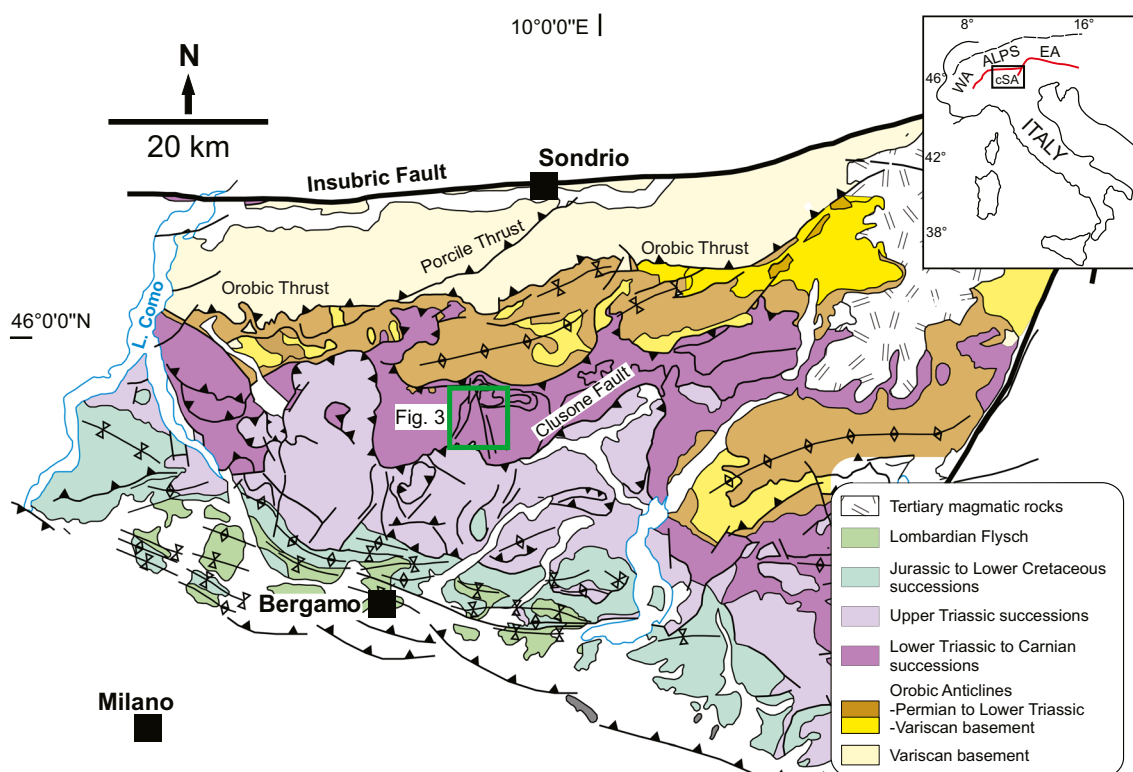 10°0'0"E
8°
16°
ALPS
EA
WA
46°
cSA
ITALY
42°
38°
N
20 km
Sondrio
Insubric Fault
Porcile Thrust
Orobic Thrust
Orobic Thrust
L. Como
46°0'0"N
Fig. 3
Clusone Fault
Bergamo
Milano
Tertiary magmatic rocks
Lombardian Flysch
Jurassic to Lower Cretaceous
successions
Upper Triassic successions
Lower Triassic to Carnian
successions
Orobic Anticlines
-Permian to Lower Triassic
-Variscan basement
Variscan basement